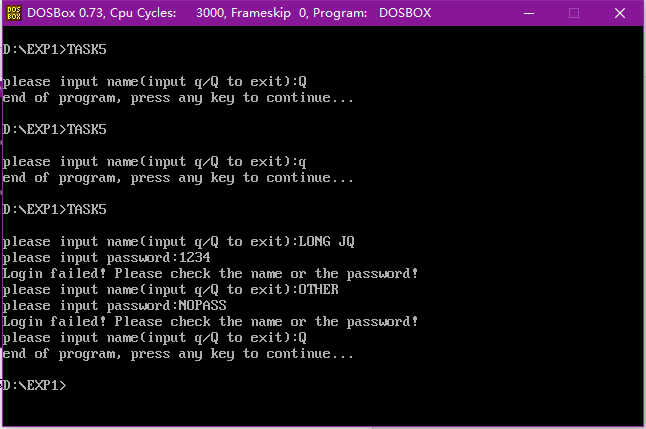 DOS
BOX
DOSBox 0.73, Cpu Cycles: 3000, Frameskip 0, Program: DOSBOX
D:\EXP1>TASK5
please input name(input q/Q to exit):Q
end of program, press any key to continue...
D:\EXP1>TASK5
please input name(input q/Q to exit):q
end of program, press any key to continue...
D:\EXP1>TASK5
please input name(input q/Q to exit):LONG JQ
please input password:1234
Login failed! Please check the name or the password!
please input name(input q/Q to exit):OTHER
please input password:NOPASS
Login failed! Please check the name or the password!
please input name(input q/Q to exit):Q
end of program, press any key to continue...
D:\EXP1>